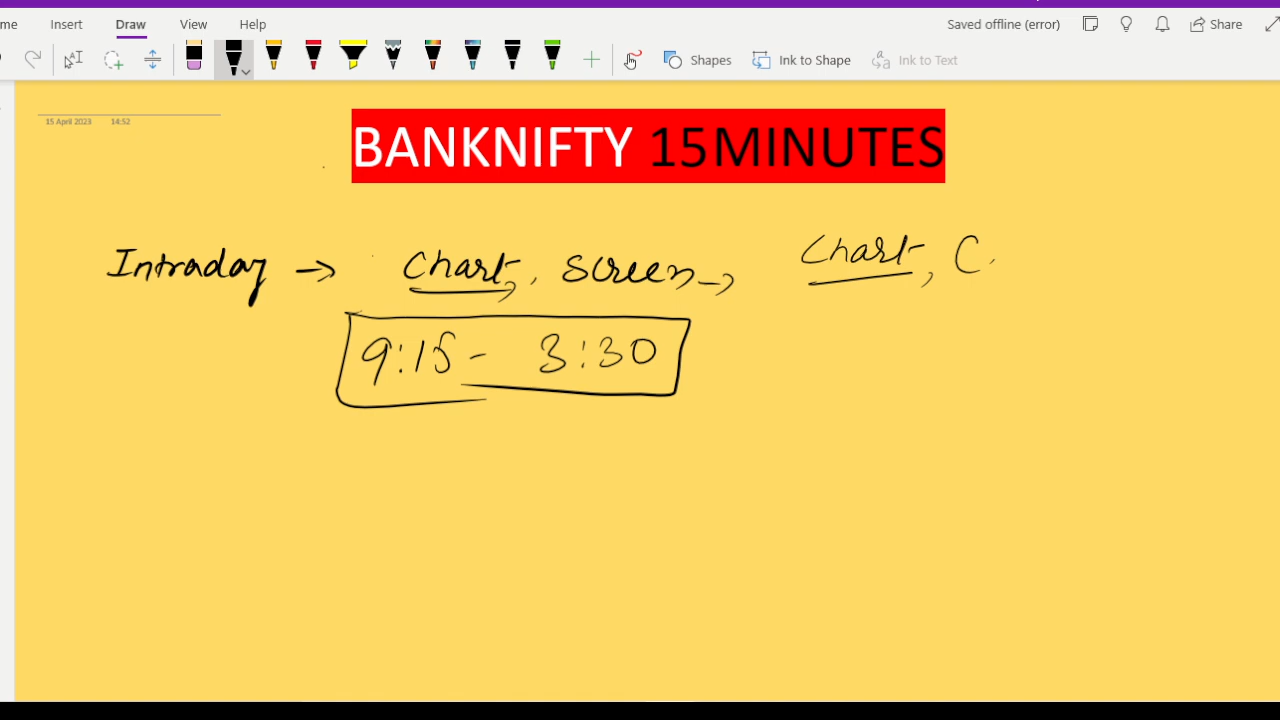 me Insert Draw View Help Saved offline (error) Share
Shapes Ink to Shape Ink to Text
15 April 2023 14:52
BANKNIFTY 15MINUTES
Intraday → Chart, Screen → Chart, C
9:15 - 3:30